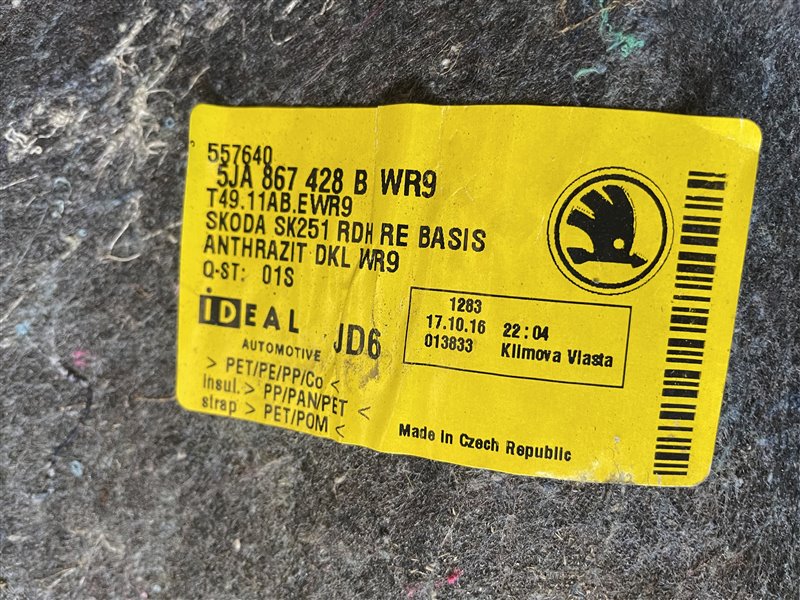 557640
5JA 867 428 B WR9
T49.11AB.EWR9
SKODA SK251 RDH RE BASIS
ANTHRAZIT DKL WR9
Q-ST: 01S
iDEAL
AUTOMOTIVE
JD6
> PET/PE/PP/Co <
insul.> PP/PAN/PET <
strap > PET/POM <
1283
17.10.16 22:04
013833 Klimova Vlasta
Made in Czech Republic